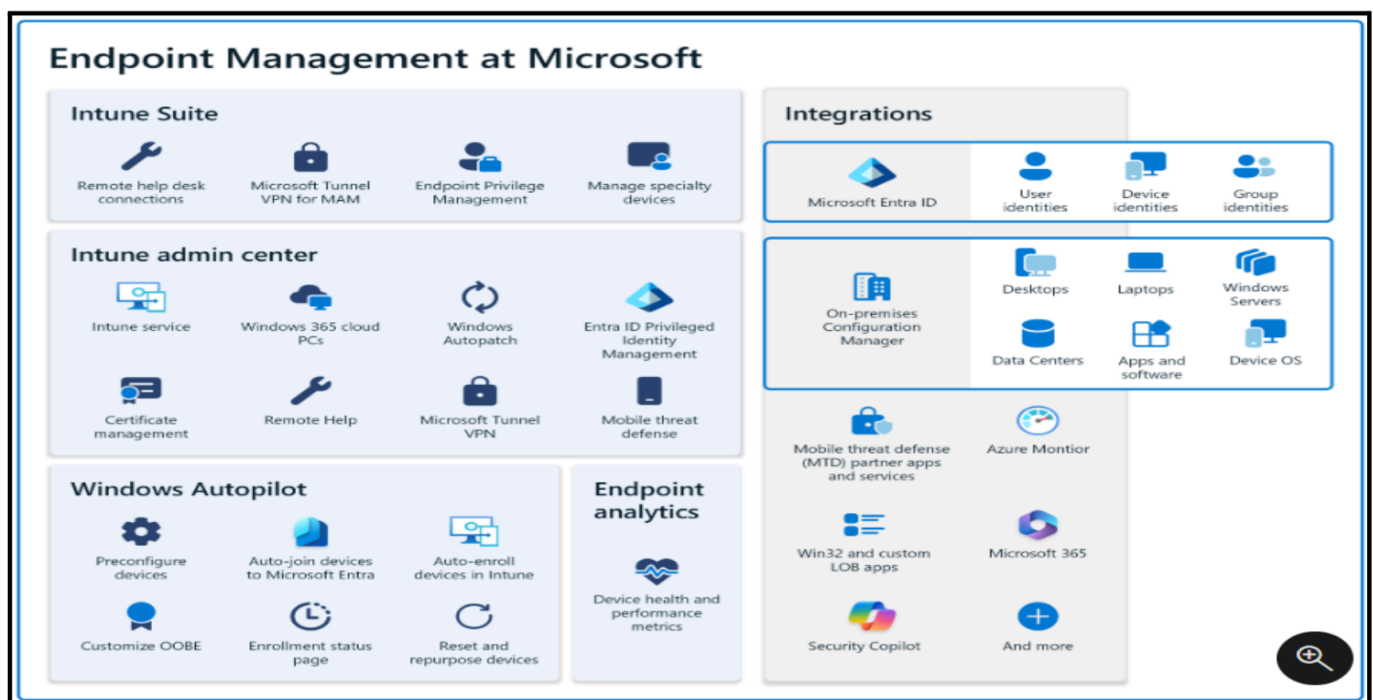 Endpoint Management at Microsoft
Intune Suite
Remote help desk
connections
Microsoft Tunnel
VPN for MAM
Endpoint Privilege
Management
Manage specialty
devices
Intune admin center
Intune service
Windows 365 cloud
PCs
Windows
Autopatch
Entra ID Privileged
Identity
Management
Certificate
management
Remote Help
Microsoft Tunnel
VPN
Mobile threat
defense
Windows Autopilot
Preconfigure
devices
Auto-join devices
to Microsoft Entra
Auto-enroll
devices in Intune
Customize OOBE
Enrollment status
page
Reset and
repurpose devices
Endpoint
analytics
Device health and
performance
metrics
Integrations
Microsoft Entra ID
User
identities
Device
identities
Group
identities
On-premises
Configuration
Manager
Desktops
Laptops
Windows
Servers
Data Centers
Apps and
software
Device OS
Mobile threat defense
(MTD) partner apps
and services
Azure Montior
Win32 and custom
LOB apps
Microsoft 365
Security Copilot
And more